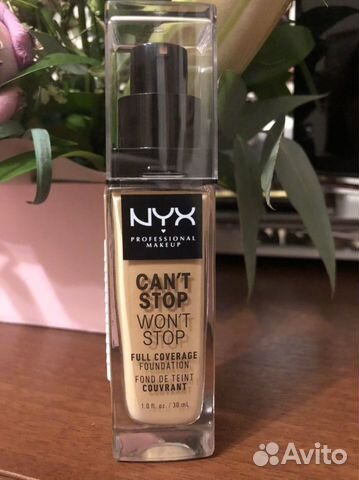 NYX
PROFESSIONAL
MAKEUP
CAN'T
STOP
WON'T
STOP
FULL COVERAGE
FOUNDATION
FOND DE TEINT
COUVRANT
1.0 fl. oz. / 30 mL
Avito